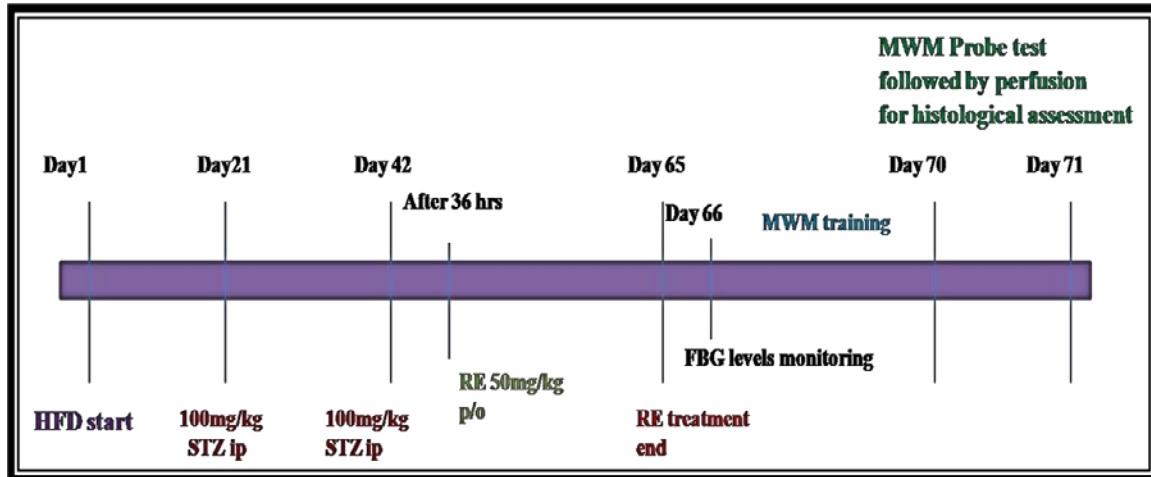 MWM Probe test
followed by perfusion
for histological assessment
Day1
Day21
Day 42
Day 65
Day 70
Day 71
After 36 hrs
Day 66
MWM training
FBG levels monitoring
RE 50mg/kg
p/o
HFD start
100mg/kg
STZ ip
100mg/kg
STZ ip
RE treatment
end